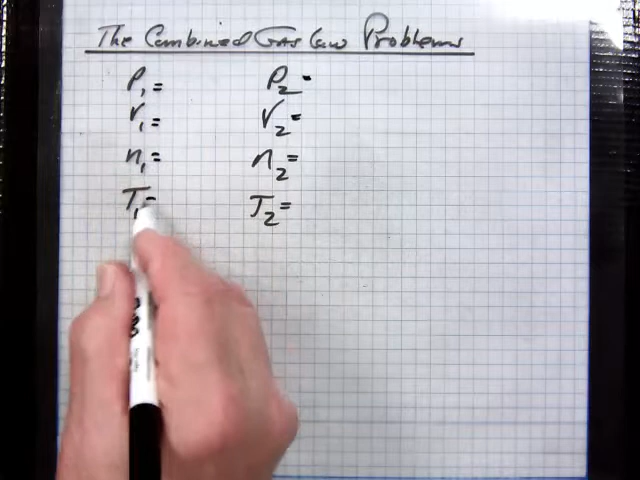 The Combined Gas Law Problems
P₁= P₂=
V₁= V₂=
n₁= n₂=
T₁= T₂=